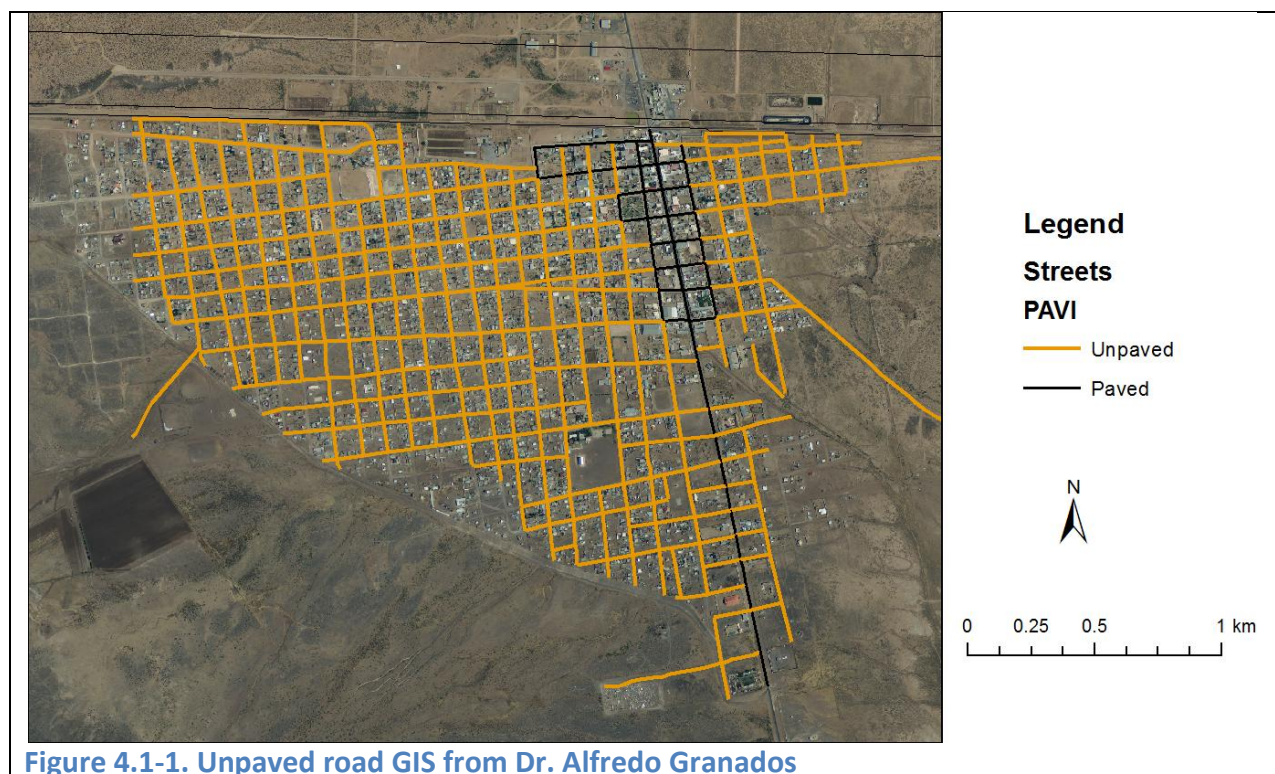 Legend
Streets
PAVI
Unpaved
Paved
N
0 0.25 0.5 1 km
Figure 4.1-1. Unpaved road GIS from Dr. Alfredo Granados